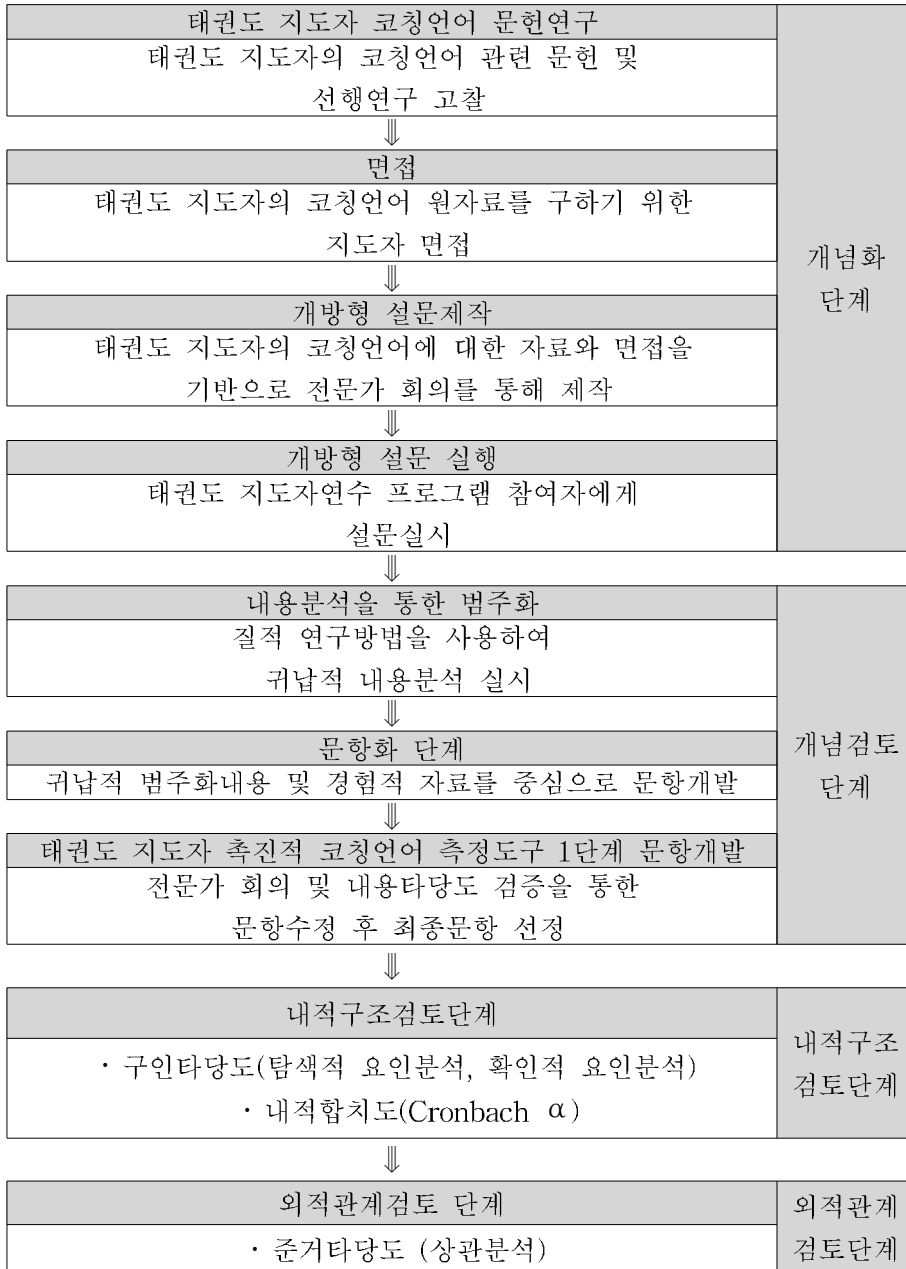 태권도 지도자 코칭언어 문헌연구
태권도 지도자의 코칭언어 관련 문헌 및
선행연구 고찰
⇓
면접
태권도 지도자의 코칭언어 원자료를 구하기 위한
지도자 면접
⇓
개방형 설문제작
태권도 지도자의 코칭언어에 대한 자료와 면접을
기반으로 전문가 회의를 통해 제작
⇓
개방형 설문 실행
태권도 지도자연수 프로그램 참여자에게
설문실시
개념화
단계
⇓
내용분석을 통한 범주화
질적 연구방법을 사용하여
귀납적 내용분석 실시
⇓
문항화 단계
귀납적 범주화내용 및 경험적 자료를 중심으로 문항개발
⇓
태권도 지도자 촉진적 코칭언어 측정도구 1단계 문항개발
전문가 회의 및 내용타당도 검증을 통한
문항수정 후 최종문항 선정
개념검토
단계
⇓
내적구조검토단계
· 구인타당도(탐색적 요인분석, 확인적 요인분석)
· 내적합치도(Cronbach α)
내적구조
검토단계
⇓
외적관계검토 단계
· 준거타당도 (상관분석)
외적관계
검토단계